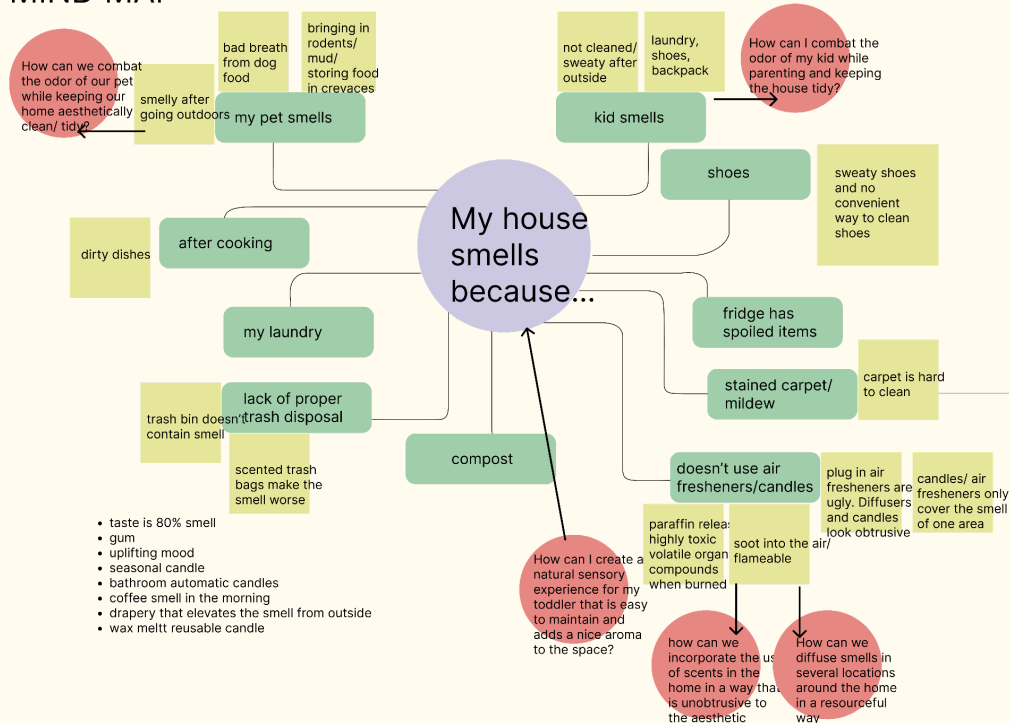 MIND MAP
How can we combat
the odor of our pet
while keeping our
home aesthetically
clean/ tidy?
smelly after
going outdoors
bad breath
from dog
food
bringing in
rodents/
mud/
storing food
in crevaces
my pet smells
not cleaned/
sweaty after
outside
laundry,
shoes,
backpack
kid smells
How can I combat the
odor of my kid while
parenting and keeping
the house tidy?
shoes
sweaty shoes
and no
convenient
way to clean
shoes
My house
smells
because...
dirty dishes
after cooking
my laundry
fridge has
spoiled items
stained carpet/
mildew
carpet is hard
to clean
trash bin doesn't
contain smell
lack of proper
trash disposal
scented trash
bags make the
smell worse
compost
doesn't use air
fresheners/candles
plug in air
fresheners are
ugly. Diffusers
and candles
look obtrusive
candles/ air
fresheners only
cover the smell
of one area
paraffin releas
highly toxic
volatile organ
compounds
when burned
soot into the air/
flameable
taste is 80% smell
gum
uplifting mood
seasonal candle
bathroom automatic candles
coffee smell in the morning
drapery that elevates the smell from outside
wax meltt reusable candle
How can I create a
natural sensory
experience for my
toddler that is easy
to maintain and
adds a nice aroma
to the space?
how can we
incorporate the us
of scents in the
home in a way that
is unobtrusive to
the aesthetic
How can we
diffuse smells in
several locations
around the home
in a resourceful
way